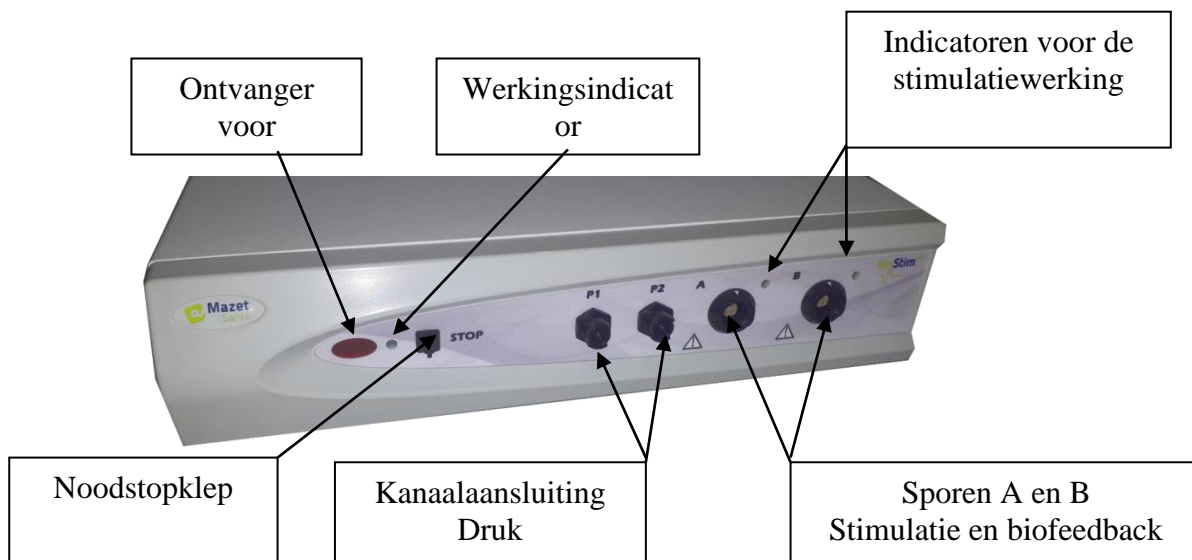 Indicatoren voor de
stimulatiewerking
Ontvanger
voor
Werkingsindicat
or
Mazet
Santé
STOP
P1
P2
A
B
BioStim
Noodstopklep
Kanaalaansluiting
Druk
Sporen A en B
Stimulatie en biofeedback